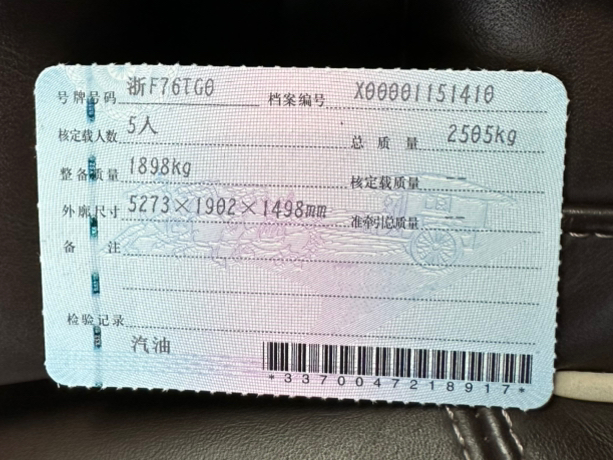 号牌号码 浙F76TG0 档案编号 X00001151410
核定载人数 5人 总质量 2505kg
整备质量 1898kg 核定载质量 --
外廓尺寸 5273×1902×1498mm 准牵引总质量 --
备注
检验记录
汽油
*3370047218917*